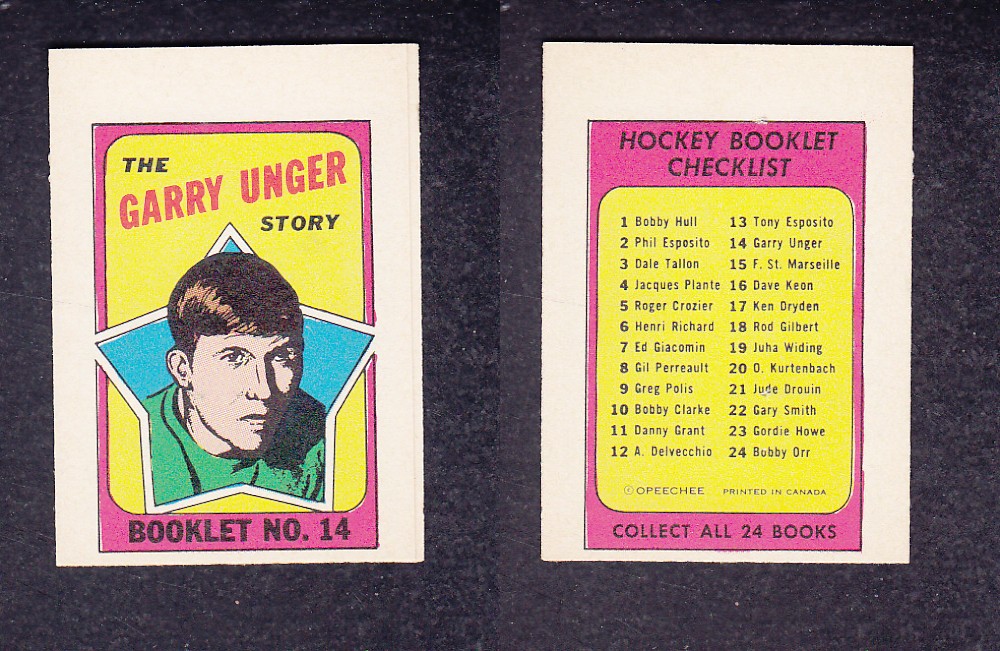 THE
GARRY UNGER
STORY
BOOKLET NO. 14
HOCKEY BOOKLET
CHECKLIST
1 Bobby Hull
2 Phil Esposito
3 Dale Tallon
4 Jacques Plante
5 Roger Crozier
6 Henri Richard
7 Ed Giacomin
8 Gil Perreault
9 Greg Polis
10 Bobby Clarke
11 Danny Grant
12 A. Delvecchio
13 Tony Esposito
14 Garry Unger
15 F. St. Marseille
16 Dave Keon
17 Ken Dryden
18 Rod Gilbert
19 Juha Widing
20 O. Kurtenbach
21 Jude Drouin
22 Gary Smith
23 Gordie Howe
24 Bobby Orr
© OPEECHEE PRINTED IN CANADA
COLLECT ALL 24 BOOKS